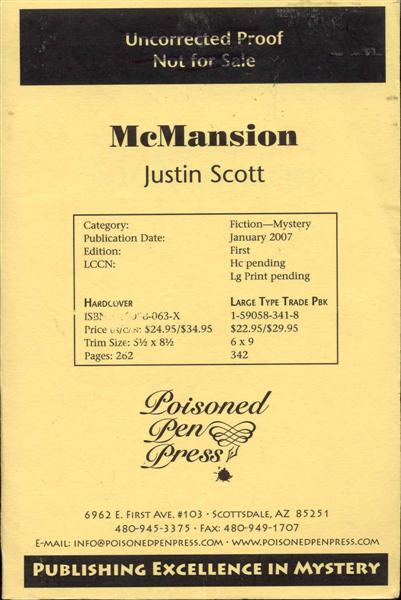 Uncorrected Proof
Not for Sale
McMansion
Justin Scott
Category: Fiction—Mystery
Publication Date: January 2007
Edition: First
LCCN: Hc pending
Lg Print pending
HARDCOVER LARGE TYPE TRADE PBK
ISBN -063-X 1-59058-341-8
Price US/CAN: $24.95/$34.95 $22.95/$29.95
Trim Size: 5½ x 8½ 6 x 9
Pages: 262 342
Poisoned
Pen
Press
6962 E. FIRST AVE. #103 · SCOTTSDALE, AZ 85251
480-945-3375 · FAX: 480-949-1707
E-MAIL: INFO@POISONEDPENPRESS.COM · WWW.POISONEDPENPRESS.COM
PUBLISHING EXCELLENCE IN MYSTERY